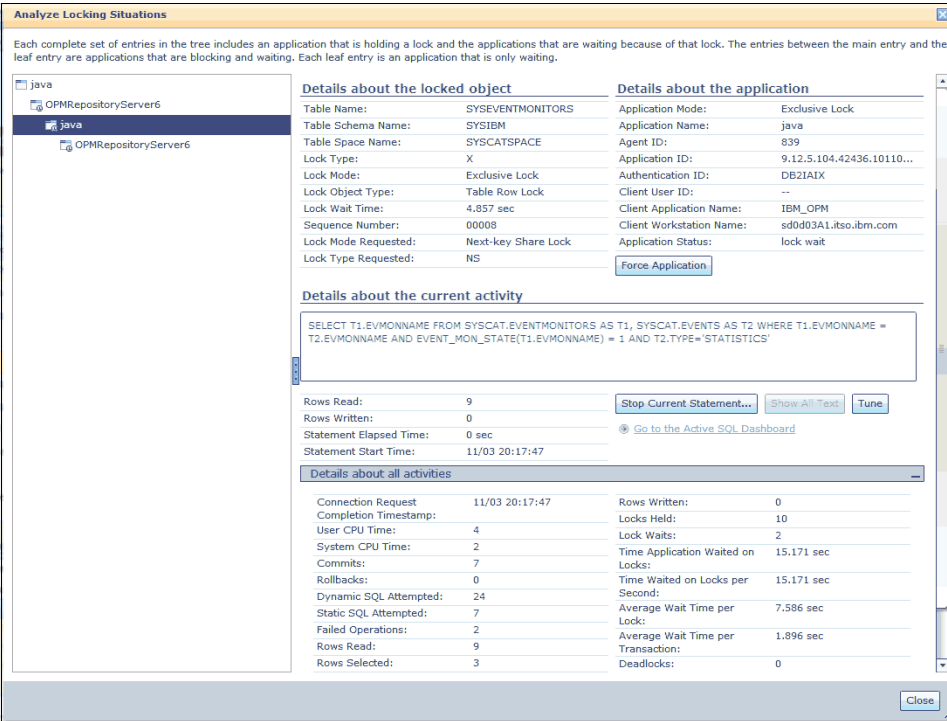 Analyze Locking Situations
Each complete set of entries in the tree includes an application that is holding a lock and the applications that are waiting because of that lock. The entries between the main entry and the
leaf entry are applications that are blocking and waiting. Each leaf entry is an application that is only waiting.
java
OPMRepositoryServer6
java
OPMRepositoryServer6
Details about the locked object
Table Name: SYSEVENTMONITORS
Table Schema Name: SYSIBM
Table Space Name: SYSCATSPACE
Lock Type: X
Lock Mode: Exclusive Lock
Lock Object Type: Table Row Lock
Lock Wait Time: 4.857 sec
Sequence Number: 00008
Lock Mode Requested: Next-key Share Lock
Lock Type Requested: NS
Details about the application
Application Mode: Exclusive Lock
Application Name: java
Agent ID: 839
Application ID: 9.12.5.104.42436.10110...
Authentication ID: DB2IAIX
Client User ID: --
Client Application Name: IBM_OPM
Client Workstation Name: sd0d03A1.itso.ibm.com
Application Status: lock wait
Force Application
Details about the current activity
SELECT T1.EVMONNAME FROM SYSCAT.EVENTMONITORS AS T1, SYSCAT.EVENTS AS T2 WHERE T1.EVMONNAME =
T2.EVMONNAME AND EVENT_MON_STATE(T1.EVMONNAME) = 1 AND T2.TYPE='STATISTICS'
Rows Read: 9
Rows Written: 0
Statement Elapsed Time: 0 sec
Statement Start Time: 11/03 20:17:47
Stop Current Statement... Show All Text Tune
Go to the Active SQL Dashboard
Details about all activities
Connection Request 11/03 20:17:47
Completion Timestamp:
User CPU Time: 4
System CPU Time: 2
Commits: 7
Rollbacks: 0
Dynamic SQL Attempted: 24
Static SQL Attempted: 7
Failed Operations: 2
Rows Read: 9
Rows Selected: 3
Rows Written: 0
Locks Held: 10
Lock Waits: 2
Time Application Waited on 15.171 sec
Locks:
Time Waited on Locks per 15.171 sec
Second:
Average Wait Time per 7.586 sec
Lock:
Average Wait Time per 1.896 sec
Transaction:
Deadlocks: 0
Close